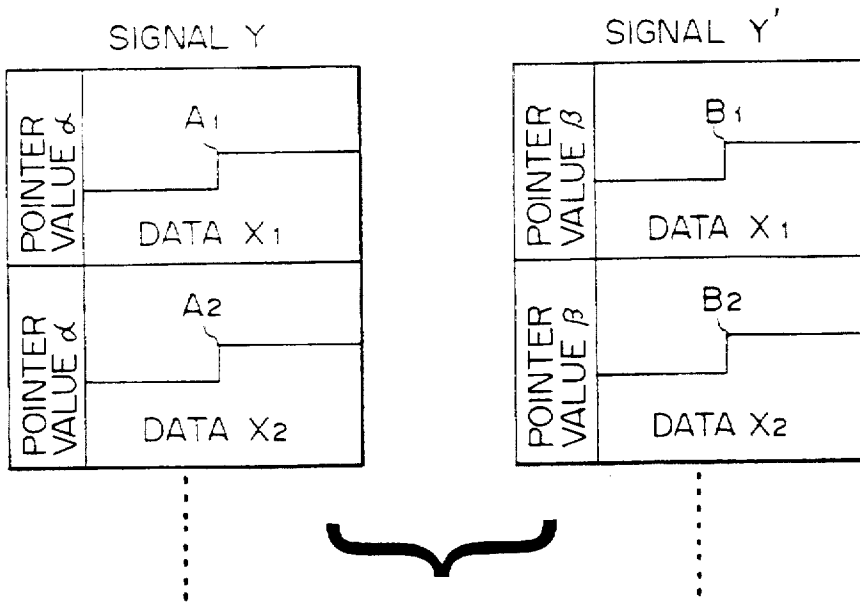 SIGNAL Y
POINTER
VALUE α
A1
DATA X1
POINTER
VALUE α
A2
DATA X2
SIGNAL Y'
POINTER
VALUE β
B1
DATA X1
POINTER
VALUE β
B2
DATA X2